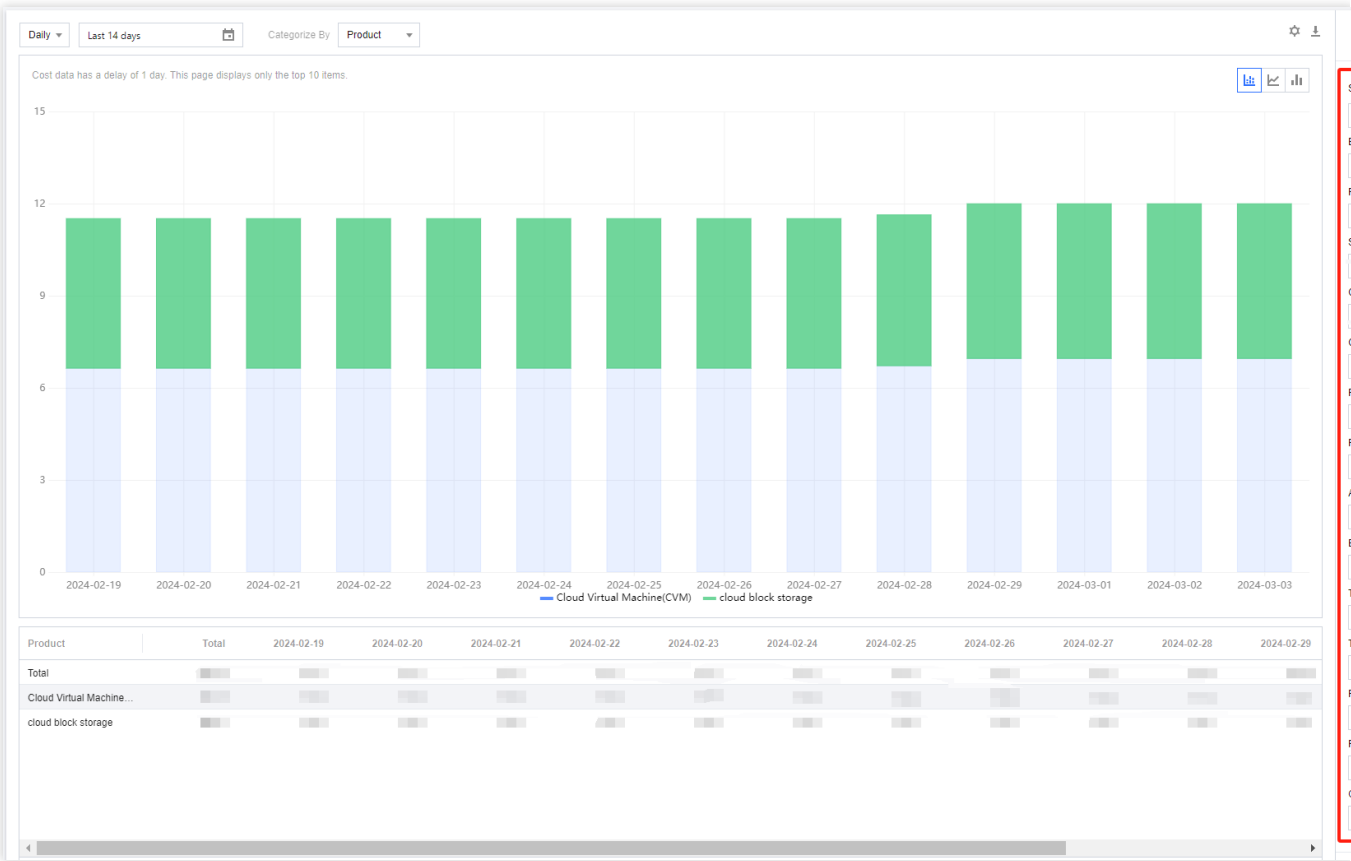 Daily Last 14 days Categorize By Product
Cost data has a delay of 1 day. This page displays only the top 10 items.
15
12
9
6
3
0
2024-02-19 2024-02-20 2024-02-21 2024-02-22 2024-02-23 2024-02-24 2024-02-25 2024-02-26 2024-02-27 2024-02-28 2024-02-29 2024-03-01 2024-03-02 2024-03-03
Cloud Virtual Machine(CVM) cloud block storage
Product Total 2024-02-19 2024-02-20 2024-02-21 2024-02-22 2024-02-23 2024-02-24 2024-02-25 2024-02-26 2024-02-27 2024-02-28 2024-02-29
Total
Cloud Virtual Machine...
cloud block storage